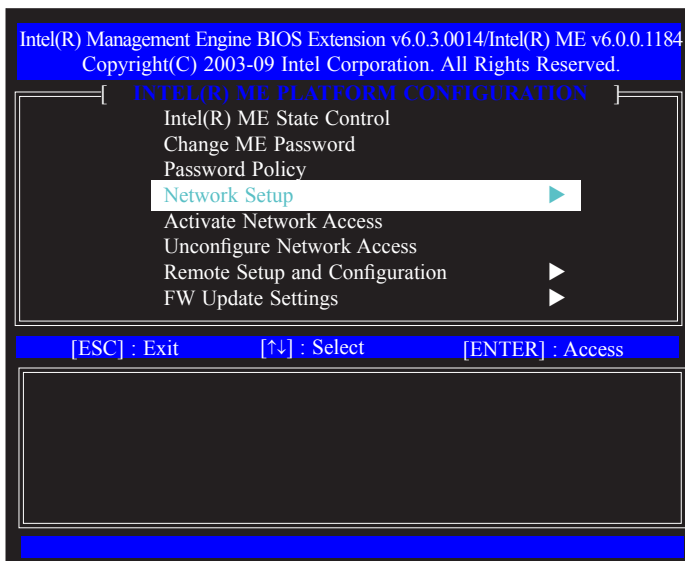 Intel(R) Management Engine BIOS Extension v6.0.3.0014/Intel(R) ME v6.0.0.1184
Copyright(C) 2003-09 Intel Corporation. All Rights Reserved.
[ INTEL(R) ME PLATFORM CONFIGURATION ]
Intel(R) ME State Control
Change ME Password
Password Policy
Network Setup ▶
Activate Network Access
Unconfigure Network Access
Remote Setup and Configuration ▶
FW Update Settings ▶
[ESC] : Exit [↑↓] : Select [ENTER] : Access